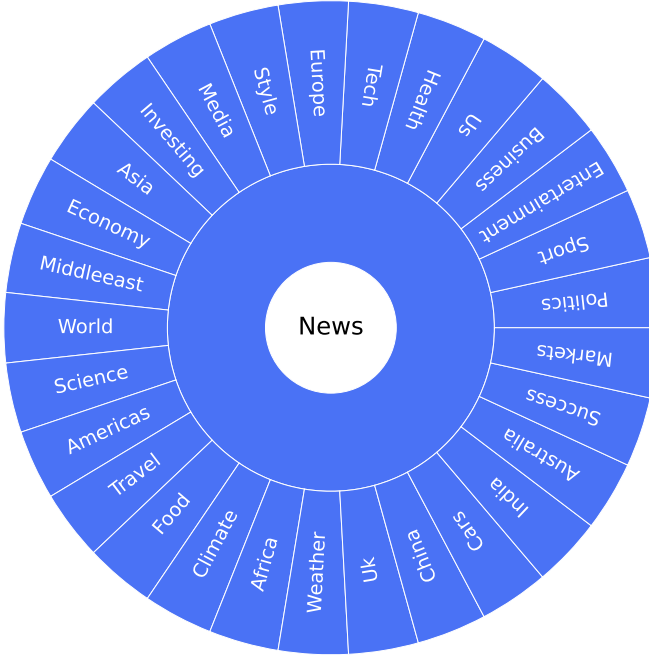 News
Europe
Tech
Health
Us
Business
Entertainment
Sport
Politics
Markets
Success
Australia
India
Cars
China
Uk
Weather
Africa
Climate
Food
Travel
Americas
Science
World
Middleeast
Economy
Asia
Investing
Media
Style